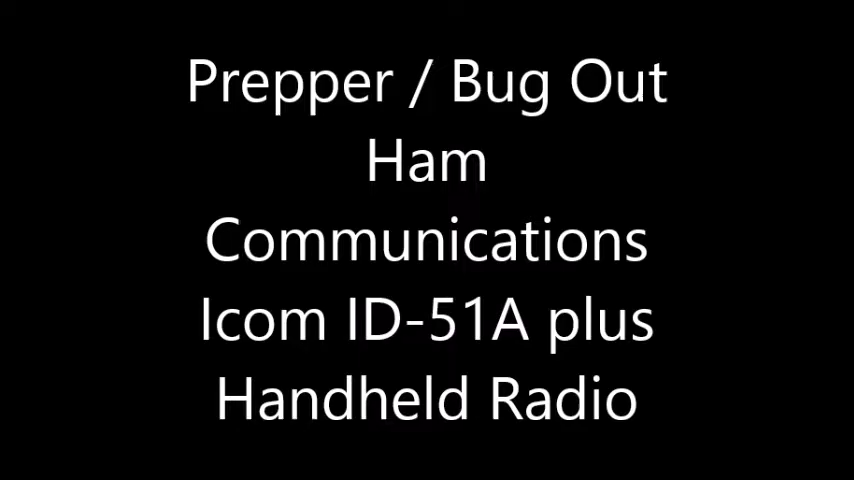 Prepper / Bug Out
Ham
Communications
Icom ID-51A plus
Handheld Radio